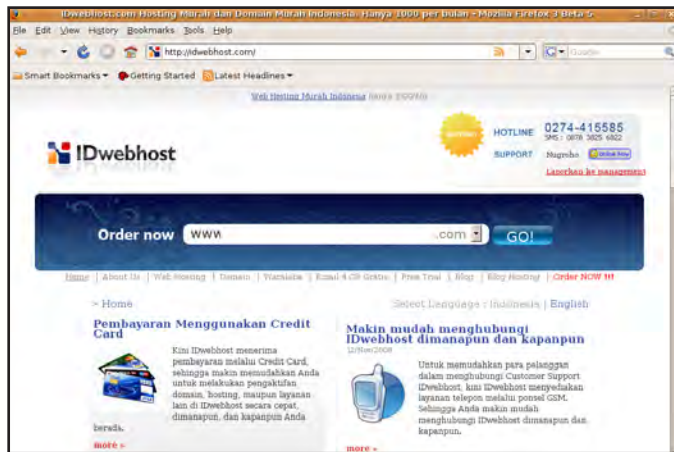 IDwebhost.com Hosting Murah dan Domain Murah Indonesia. Hanya 1000 per bulan - Mozilla Firefox 3 Beta 5
File Edit View History Bookmarks Tools Help
http://idwebhost.com/
Smart Bookmarks Getting Started Latest Headlines
Web Hosting Murah Indonesia
HOTLINE 0274-415585
SMS : 0878 3825 6822
IDwebhost
SUPPORT Nugroho
Laporkan ke management
Order now www .com GO!
Home | About Us | Web Hosting | Domain | Waralaba | Email 4 GB Gratis | Free Trial | Blog | Blog Hosting | Order NOW !!!
> Home
Select Language : Indonesia | English
Pembayaran Menggunakan Credit
Card
Kini IDwebhost menerima
pembayaran melalui Credit Card,
sehingga makin memudahkan Anda
untuk melakukan pengaktifan
domain, hosting, maupun layanan
lain di IDwebhost secara cepat,
dimanapun, dan kapanpun Anda
berada.
more »
Makin mudah menghubungi
IDwebhost dimanapun dan kapanpun
12/Nov/2008
Untuk memudahkan para pelanggan
dalam menghubungi Customer Support
IDwebhost, kini IDwebhost menyediakan
layanan telepon melalui ponsel GSM.
Sehingga Anda makin mudah
menghubungi IDwebhost dimanapun dan
kapanpun.
more »